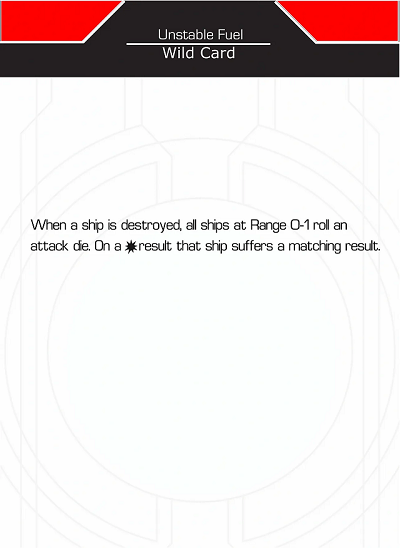 Unstable Fuel
Wild Card
When a ship is destroyed, all ships at Range 0-1 roll an
attack die. On a result that ship suffers a matching result.